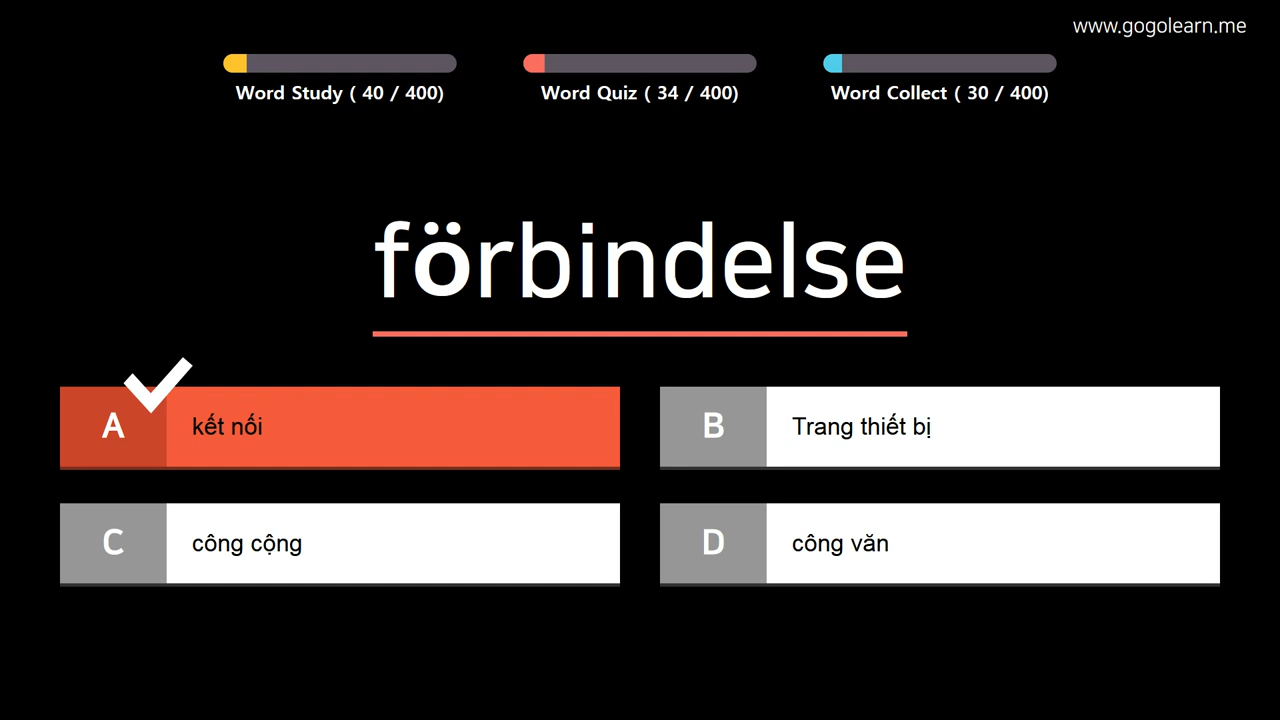 www.gogolearn.me
Word Study ( 40 / 400)
Word Quiz ( 34 / 400)
Word Collect ( 30 / 400)
förbindelse
A kết nối
B Trang thiết bị
C công cộng
D công văn